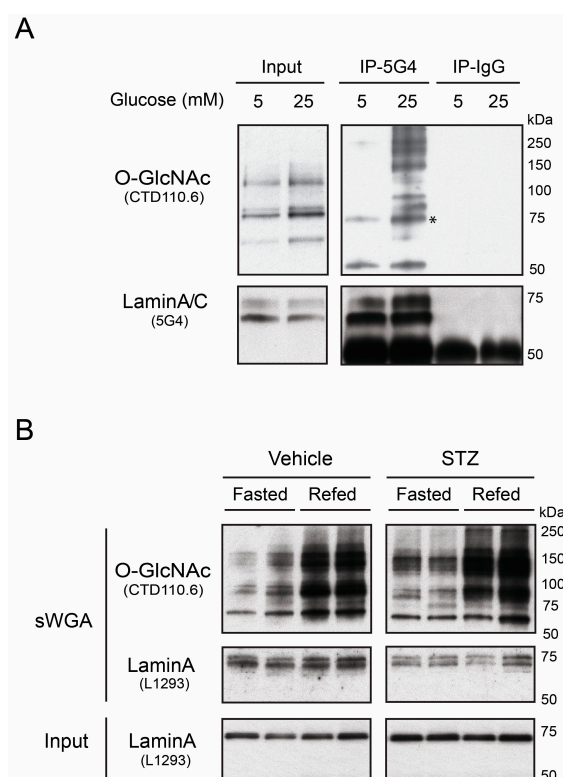 A
Input IP-5G4 IP-IgG
Glucose (mM) 5 25 5 25 5 25
kDa
250
150
O-GlcNAc
(CTD110.6)
100
75
*
50
LaminA/C
(5G4)
75
50
B
Vehicle STZ
Fasted Refed Fasted Refed
kDa
250
150
O-GlcNAc
(CTD110.6)
100
75
50
sWGA
LaminA
(L1293)
75
50
Input LaminA
(L1293)
75
50